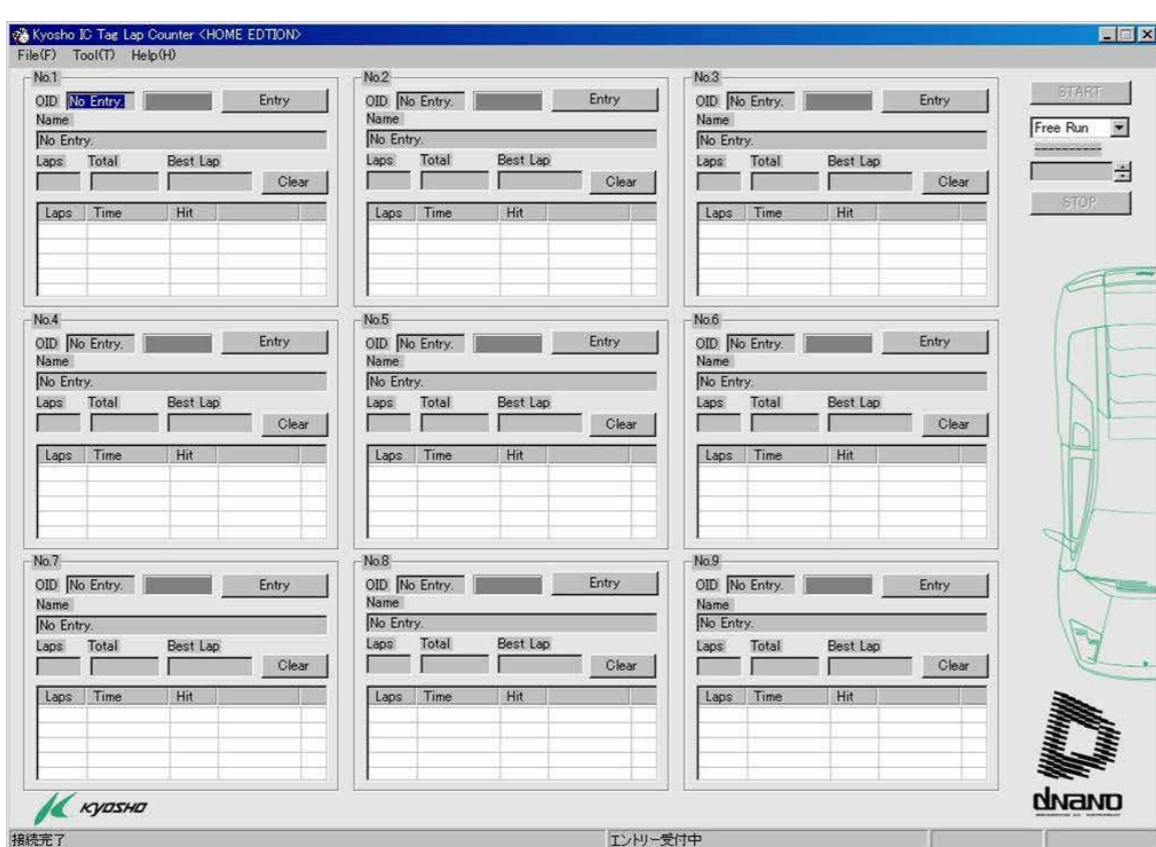 Kyosho IC Tag Lap Counter <HOME EDTION>
File(F) Tool(T) Help(H)
No.1
OID No Entry. Entry
Name
No Entry.
Laps Total Best Lap
Clear
Laps Time Hit
No.2
OID No Entry. Entry
Name
No Entry.
Laps Total Best Lap
Clear
Laps Time Hit
No.3
OID No Entry. Entry
Name
No Entry.
Laps Total Best Lap
Clear
Laps Time Hit
START
Free Run
----------
STOP
No.4
OID No Entry. Entry
Name
No Entry.
Laps Total Best Lap
Clear
Laps Time Hit
No.5
OID No Entry. Entry
Name
No Entry.
Laps Total Best Lap
Clear
Laps Time Hit
No.6
OID No Entry. Entry
Name
No Entry.
Laps Total Best Lap
Clear
Laps Time Hit
No.7
OID No Entry. Entry
Name
No Entry.
Laps Total Best Lap
Clear
Laps Time Hit
No.8
OID No Entry. Entry
Name
No Entry.
Laps Total Best Lap
Clear
Laps Time Hit
No.9
OID No Entry. Entry
Name
No Entry.
Laps Total Best Lap
Clear
Laps Time Hit
KYOSHO
dNaNO
接続完了 エントリー受付中